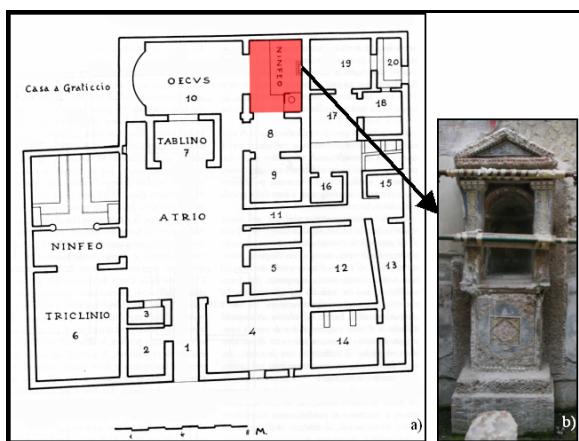 Casa a Graticcio
OECVS
10
NINFEO
19
20
18
17
TABLINO
7
8
9
16
15
ATRIO
11
NINFEO
5
12
13
TRICLINIO
6
3
2
1
4
14
M.
a)
b)